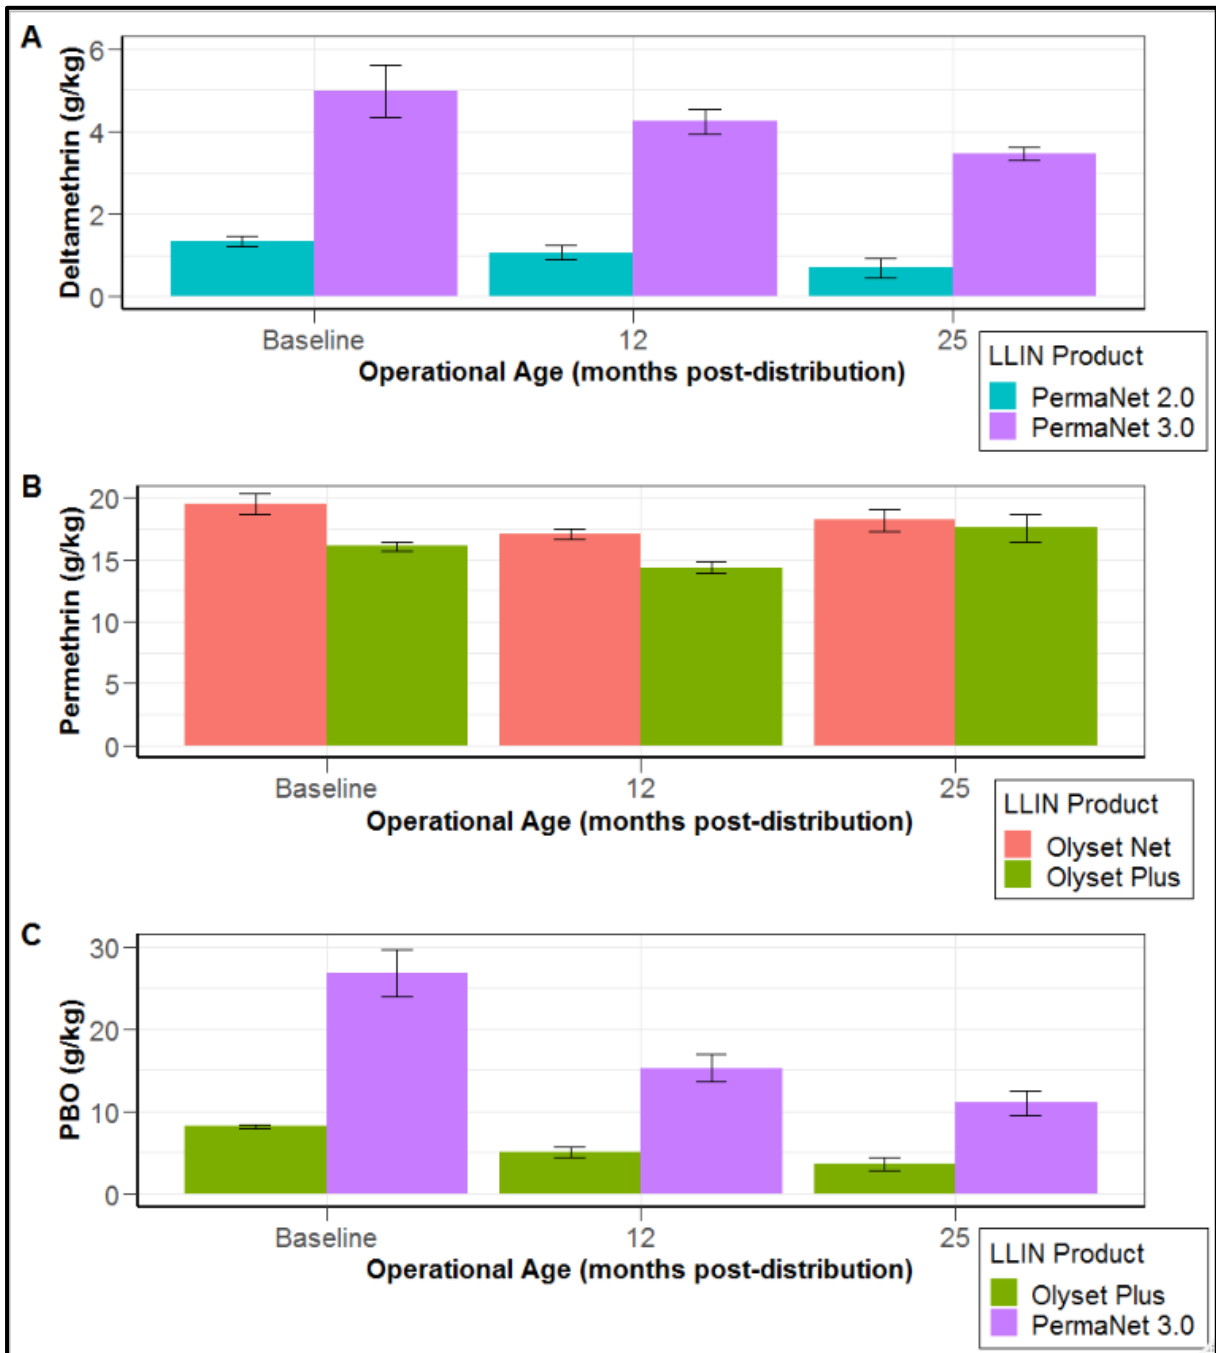 A
Deltamethrin (g/kg)
6
4
2
0
Baseline
12
25
Operational Age (months post-distribution)
LLIN Product
PermaNet 2.0
PermaNet 3.0
B
Permethrin (g/kg)
20
15
10
5
0
Baseline
12
25
Operational Age (months post-distribution)
LLIN Product
Olyset Net
Olyset Plus
C
PBO (g/kg)
30
20
10
0
Baseline
12
25
Operational Age (months post-distribution)
LLIN Product
Olyset Plus
PermaNet 3.0